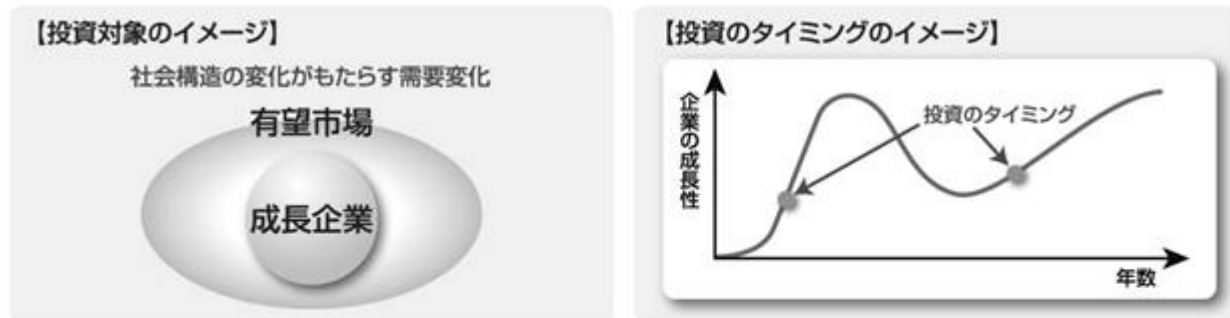 【投資対象のイメージ】
社会構造の変化がもたらす需要変化
有望市場
成長企業
【投資のタイミングのイメージ】
企業の成長性
投資のタイミング
年数